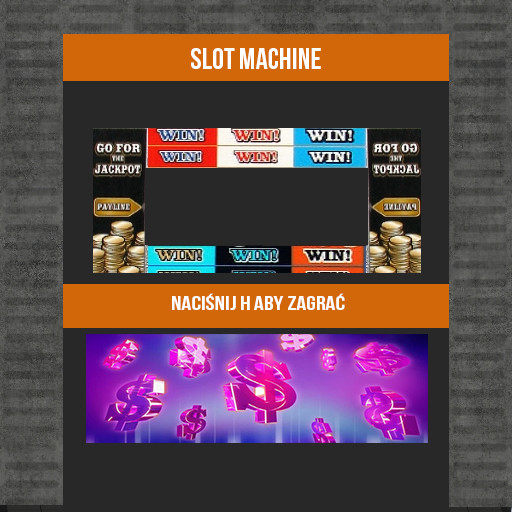 SLOT MACHINE
WIN! WIN! WIN!
WIN! WIN! WIN!
GO FOR
THE
JACKPOT
PAYLINE
GO FOR
THE
JACKPOT
PAYLINE
WIN! WIN! WIN!
NACIŚNIJ H ABY ZAGRAĆ